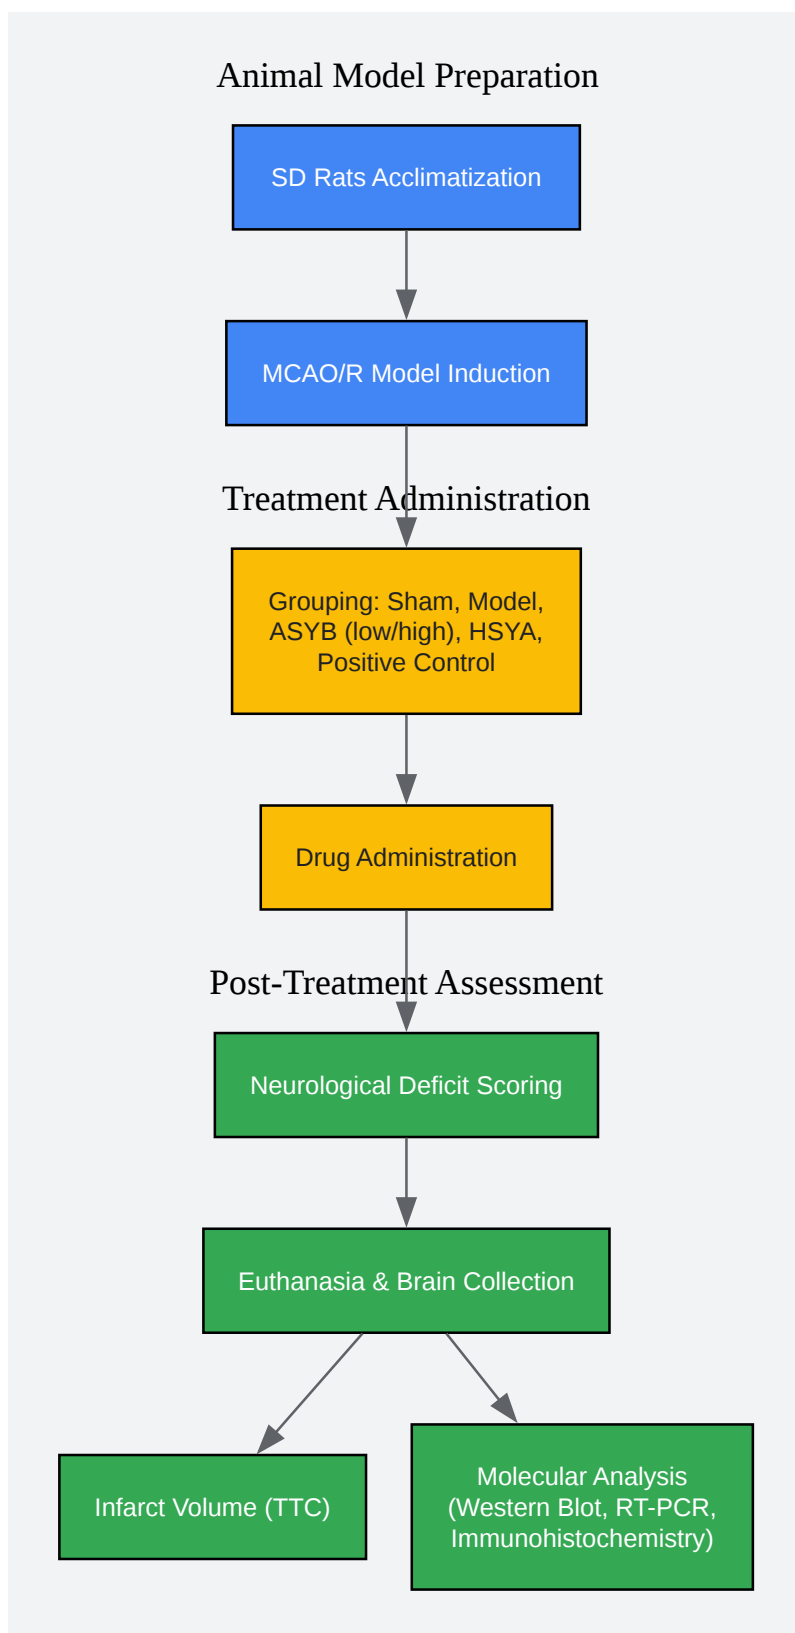 Animal Model Preparation
SD Rats Acclimatization
MCAO/R Model Induction
Treatment Administration
Grouping: Sham, Model,
ASYB (low/high), HSYA,
Positive Control
Drug Administration
Post-Treatment Assessment
Neurological Deficit Scoring
Euthanasia & Brain Collection
Infarct Volume (TTC)
Molecular Analysis
(Western Blot, RT-PCR,
Immunohistochemistry)